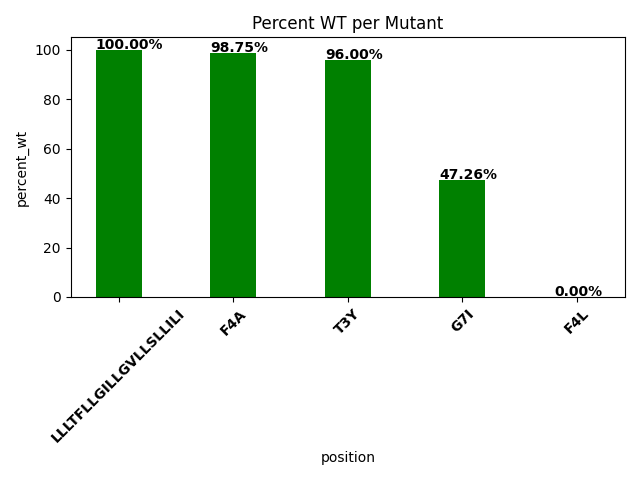 Percent WT per Mutant
100.00%
98.75%
96.00%
47.26%
0.00%
percent_wt
100
80
60
40
20
0
LLLTFLLGILLGVLLSLLILI
F4A
T3Y
G7I
F4L
position